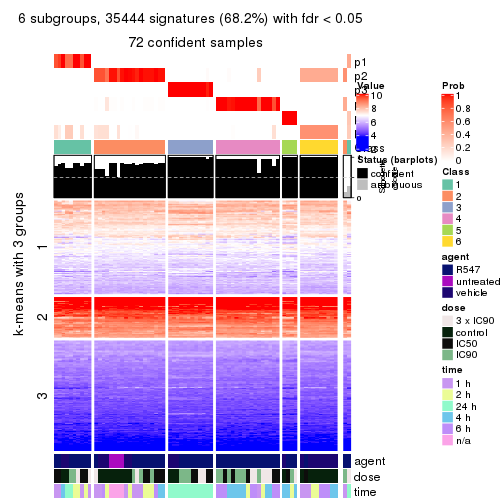 6 subgroups, 35444 signatures (68.2%) with fdr < 0.05
72 confident samples
p1
p2
Value
10
8
6
4
2
0
Class
Status (barplots)
confident
ambiguous
0
k-means with 3 groups
1
2
3
agent
dose
time
Prob
1
0.8
0.6
0.4
0.2
0
Class
1
2
3
4
5
6
agent
R547
untreated
vehicle
dose
3 x IC90
control
IC50
IC90
time
1 h
2 h
24 h
4 h
6 h
n/a